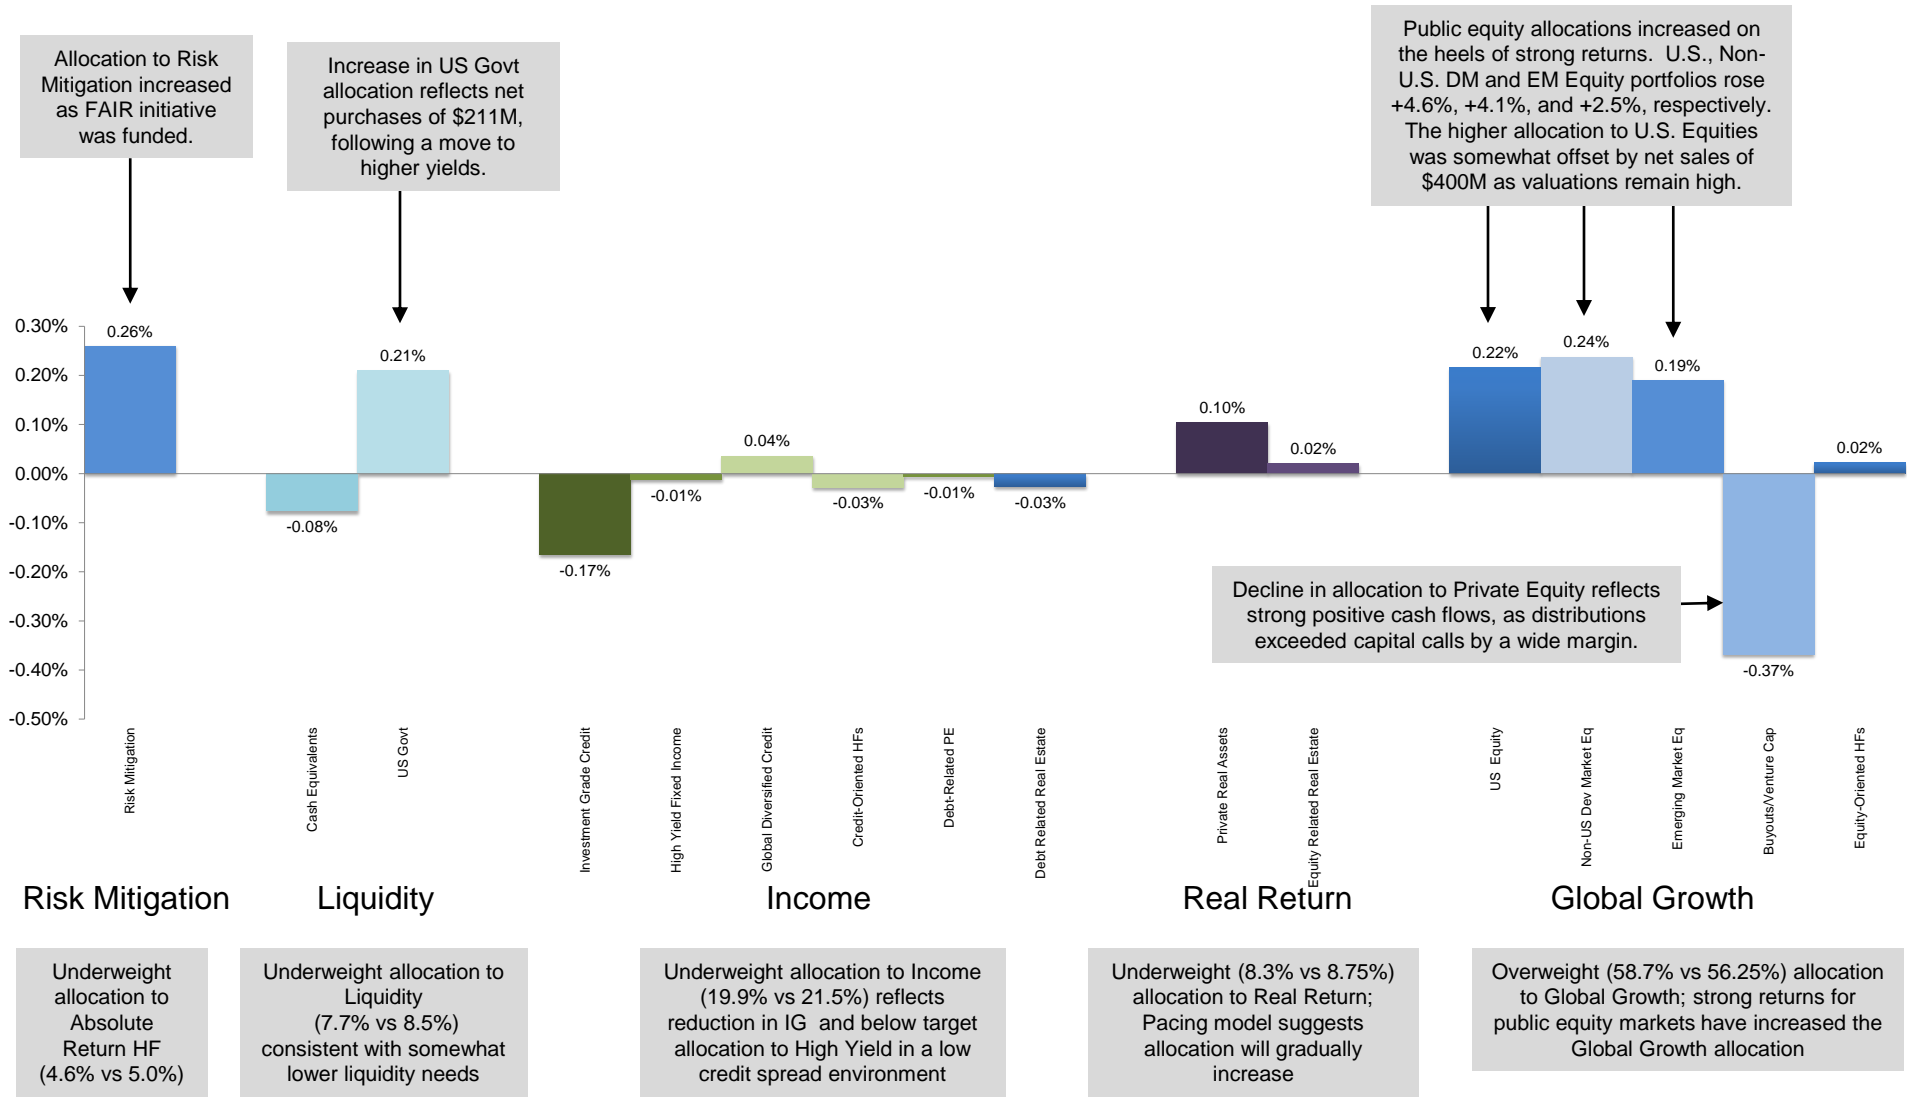 Allocation to Risk
Mitigation increased
as FAIR initiative
was funded.
Increase in US Govt
allocation reflects net
purchases of $211M,
following a move to
higher yields.
Public equity allocations increased on
the heels of strong returns.  U.S., Non-
U.S. DM and EM Equity portfolios rose
+4.6%, +4.1%, and +2.5%, respectively.
The higher allocation to U.S. Equities
was somewhat offset by net sales of
$400M as valuations remain high.
0.30%
0.20%
0.10%
0.00%
-0.10%
-0.20%
-0.30%
-0.40%
-0.50%
0.26%
-0.08%
0.21%
-0.17%
-0.01%
0.04%
-0.03%
-0.01%
-0.03%
0.10%
0.02%
0.22%
0.24%
0.19%
-0.37%
0.02%
Decline in allocation to Private Equity reflects
strong positive cash flows, as distributions
exceeded capital calls by a wide margin.
Risk Mitigation
Cash Equivalents
US Govt
Investment Grade Credit
High Yield Fixed Income
Global Diversified Credit
Credit-Oriented HFs
Debt-Related PE
Debt Related Real Estate
Private Real Assets
Equity Related Real Estate
US  Equity
Non-US Dev Market Eq
Emerging Market Eq
Buyouts/Venture Cap
Equity-Oriented HFs
Risk Mitigation
Liquidity
Income
Real Return
Global Growth
Underweight
allocation to
Absolute
Return HF
(4.6% vs 5.0%)
Underweight allocation to
Liquidity
(7.7% vs 8.5%)
consistent with somewhat
lower liquidity needs
Underweight allocation to Income
(19.9% vs 21.5%) reflects
reduction in IG  and below target
allocation to High Yield in a low
credit spread environment
Underweight (8.3% vs 8.75%)
allocation to Real Return;
Pacing model suggests
allocation will gradually
increase
Overweight (58.7% vs 56.25%) allocation
to Global Growth; strong returns for
public equity markets have increased the
Global Growth allocation